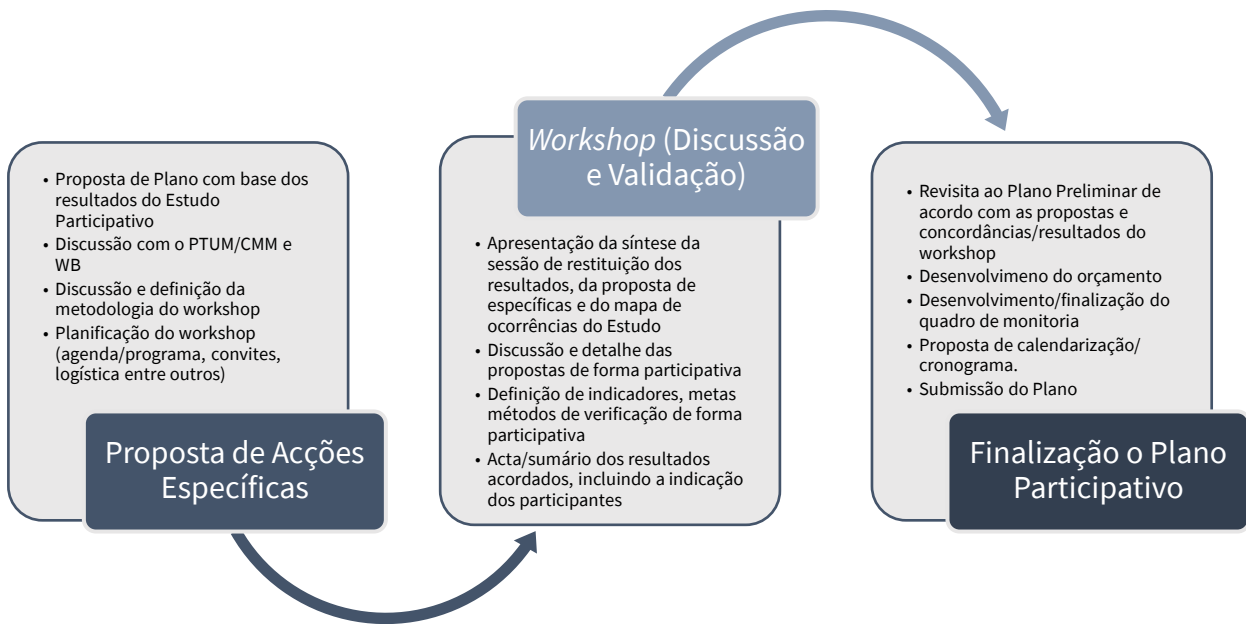 • Proposta de Plano com base dos
resultados do Estudo
Participativo
• Discussão com o PTUM/CMM e
WB
• Discussão e definição da
metodologia do workshop
• Planificação do workshop
(agenda/programa, convites,
logística entre outros)
Proposta de Acções
Específicas
Workshop (Discussão
e Validação)
• Apresentação da síntese da
sessão de restituição dos
resultados, da proposta de
específicas e do mapa de
ocorrências do Estudo
• Discussão e detalhe das
propostas de forma participativa
• Definição de indicadores, metas
métodos de verificação de forma
participativa
• Acta/sumário dos resultados
acordados, incluindo a indicação
dos participantes
• Revisita ao Plano Preliminar de
acordo com as propostas e
concordâncias/resultados do
workshop
• Desenvolvimeno do orçamento
• Desenvolvimento/finalização do
quadro de monitoria
• Proposta de calendarização/
cronograma.
• Submissão do Plano
Finalização o Plano
Participativo